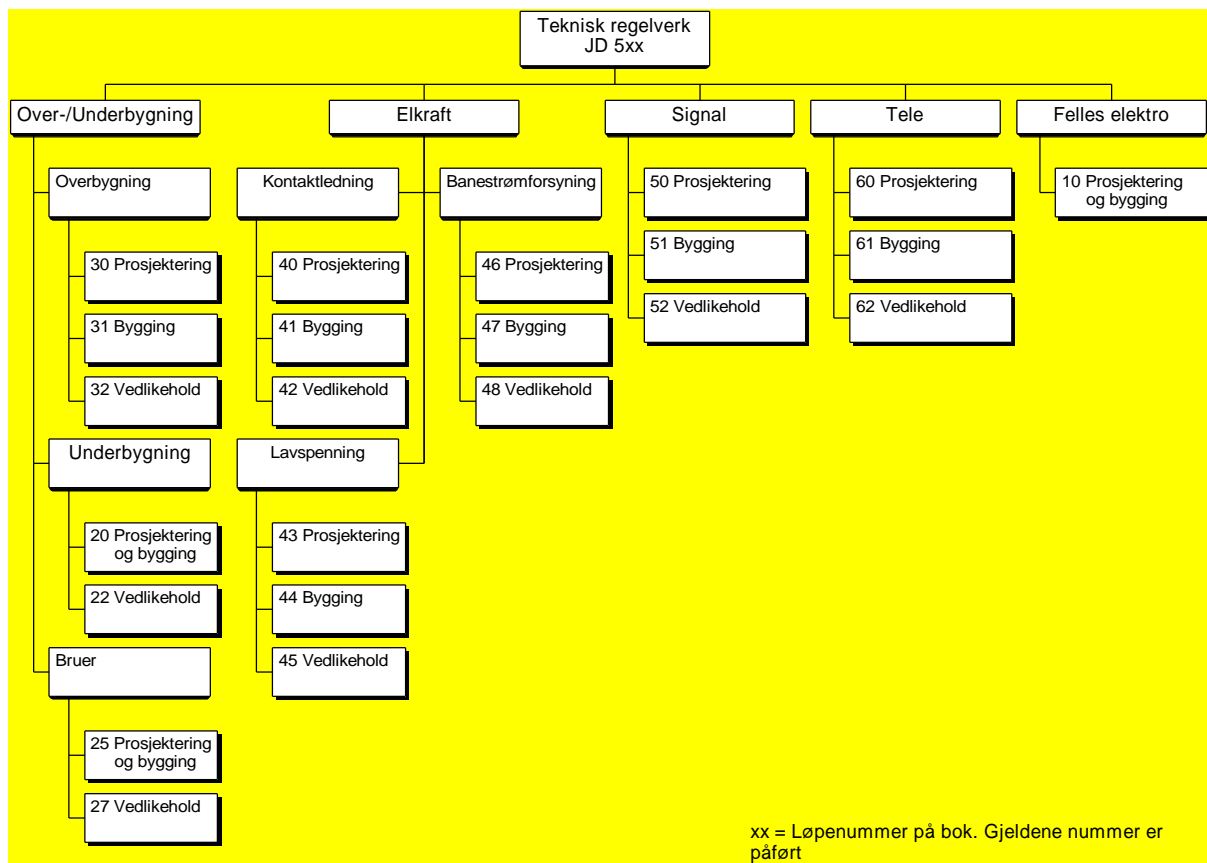 Teknisk regelverk
JD 5xx
Over-/Underbygning
Elkraft
Signal
Tele
Felles elektro
Overbygning
30 Prosjektering
31 Bygging
32 Vedlikehold
Underbygning
20 Prosjektering
og bygging
22 Vedlikehold
Bruer
25 Prosjektering
og bygging
27 Vedlikehold
Kontaktledning
40 Prosjektering
41 Bygging
42 Vedlikehold
Lavspenning
43 Prosjektering
44 Bygging
45 Vedlikehold
Banestrømforsyning
46 Prosjektering
47 Bygging
48 Vedlikehold
50 Prosjektering
51 Bygging
52 Vedlikehold
60 Prosjektering
61 Bygging
62 Vedlikehold
10 Prosjektering
og bygging
xx = Løpenummer på bok. Gjeldene nummer er
påført